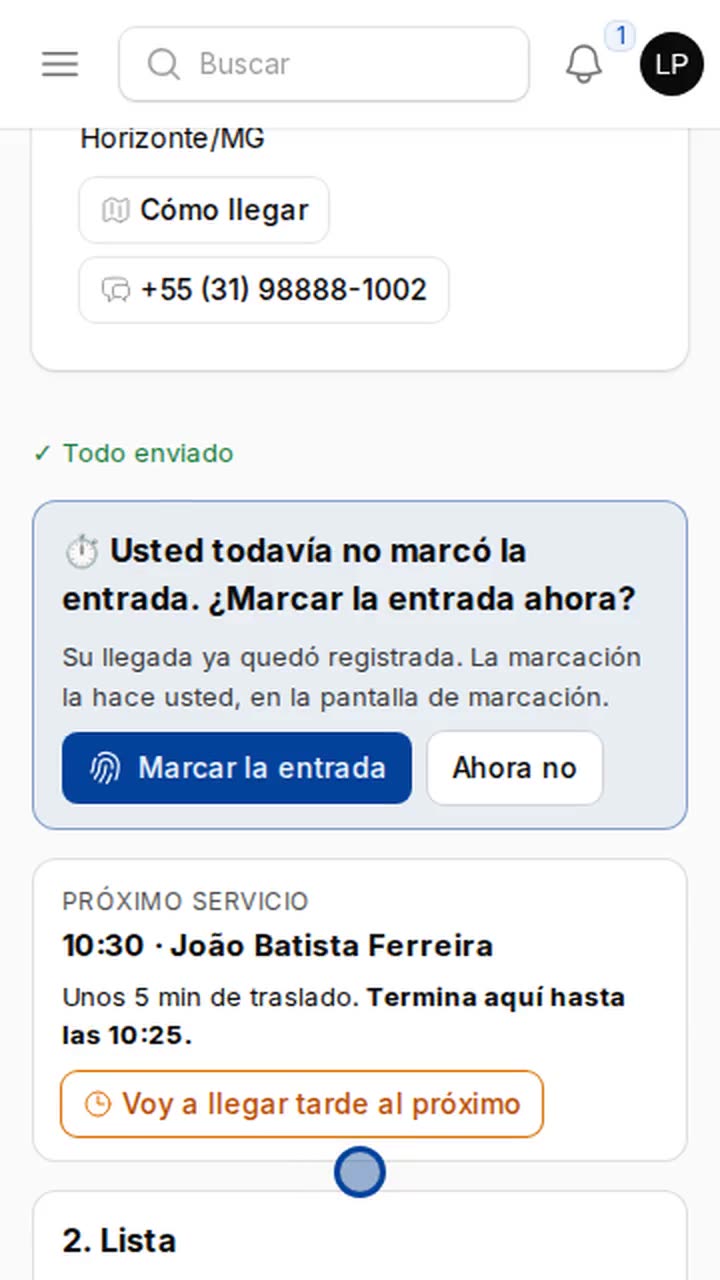 Buscar
1
LP
Horizonte/MG
Cómo llegar
+55 (31) 98888-1002
✓ Todo enviado
Usted todavía no marcó la
entrada. ¿Marcar la entrada ahora?
Su llegada ya quedó registrada. La marcación
la hace usted, en la pantalla de marcación.
Marcar la entrada
Ahora no
PRÓXIMO SERVICIO
10:30 · João Batista Ferreira
Unos 5 min de traslado. Termina aquí hasta
las 10:25.
Voy a llegar tarde al próximo
2. Lista